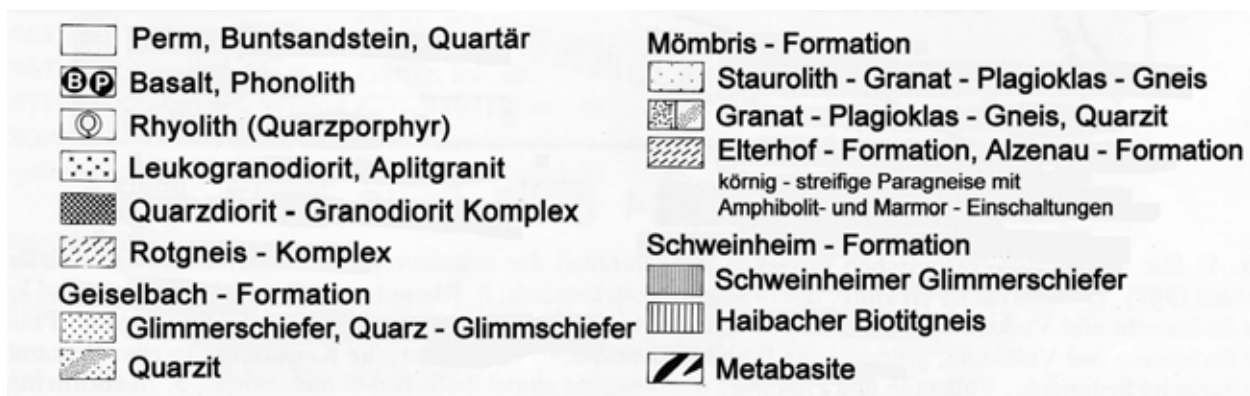 Perm, Buntsandstein, Quartär
B P Basalt, Phonolith
Q Rhyolith (Quarzporphyr)
Leukogranodiorit, Aplitgranit
Quarzdiorit - Granodiorit Komplex
Rotgneis - Komplex
Geiselbach - Formation
Glimmerschiefer, Quarz - Glimmschiefer
Quarzit
Mömbris - Formation
Staurolith - Granat - Plagioklas - Gneis
Granat - Plagioklas - Gneis, Quarzit
Elterhof - Formation, Alzenau - Formation
körnig - streifige Paragneise mit
Amphibolit- und Marmor - Einschaltungen
Schweinheim - Formation
Schweinheimer Glimmerschiefer
Haibacher Biotitgneis
Metabasite